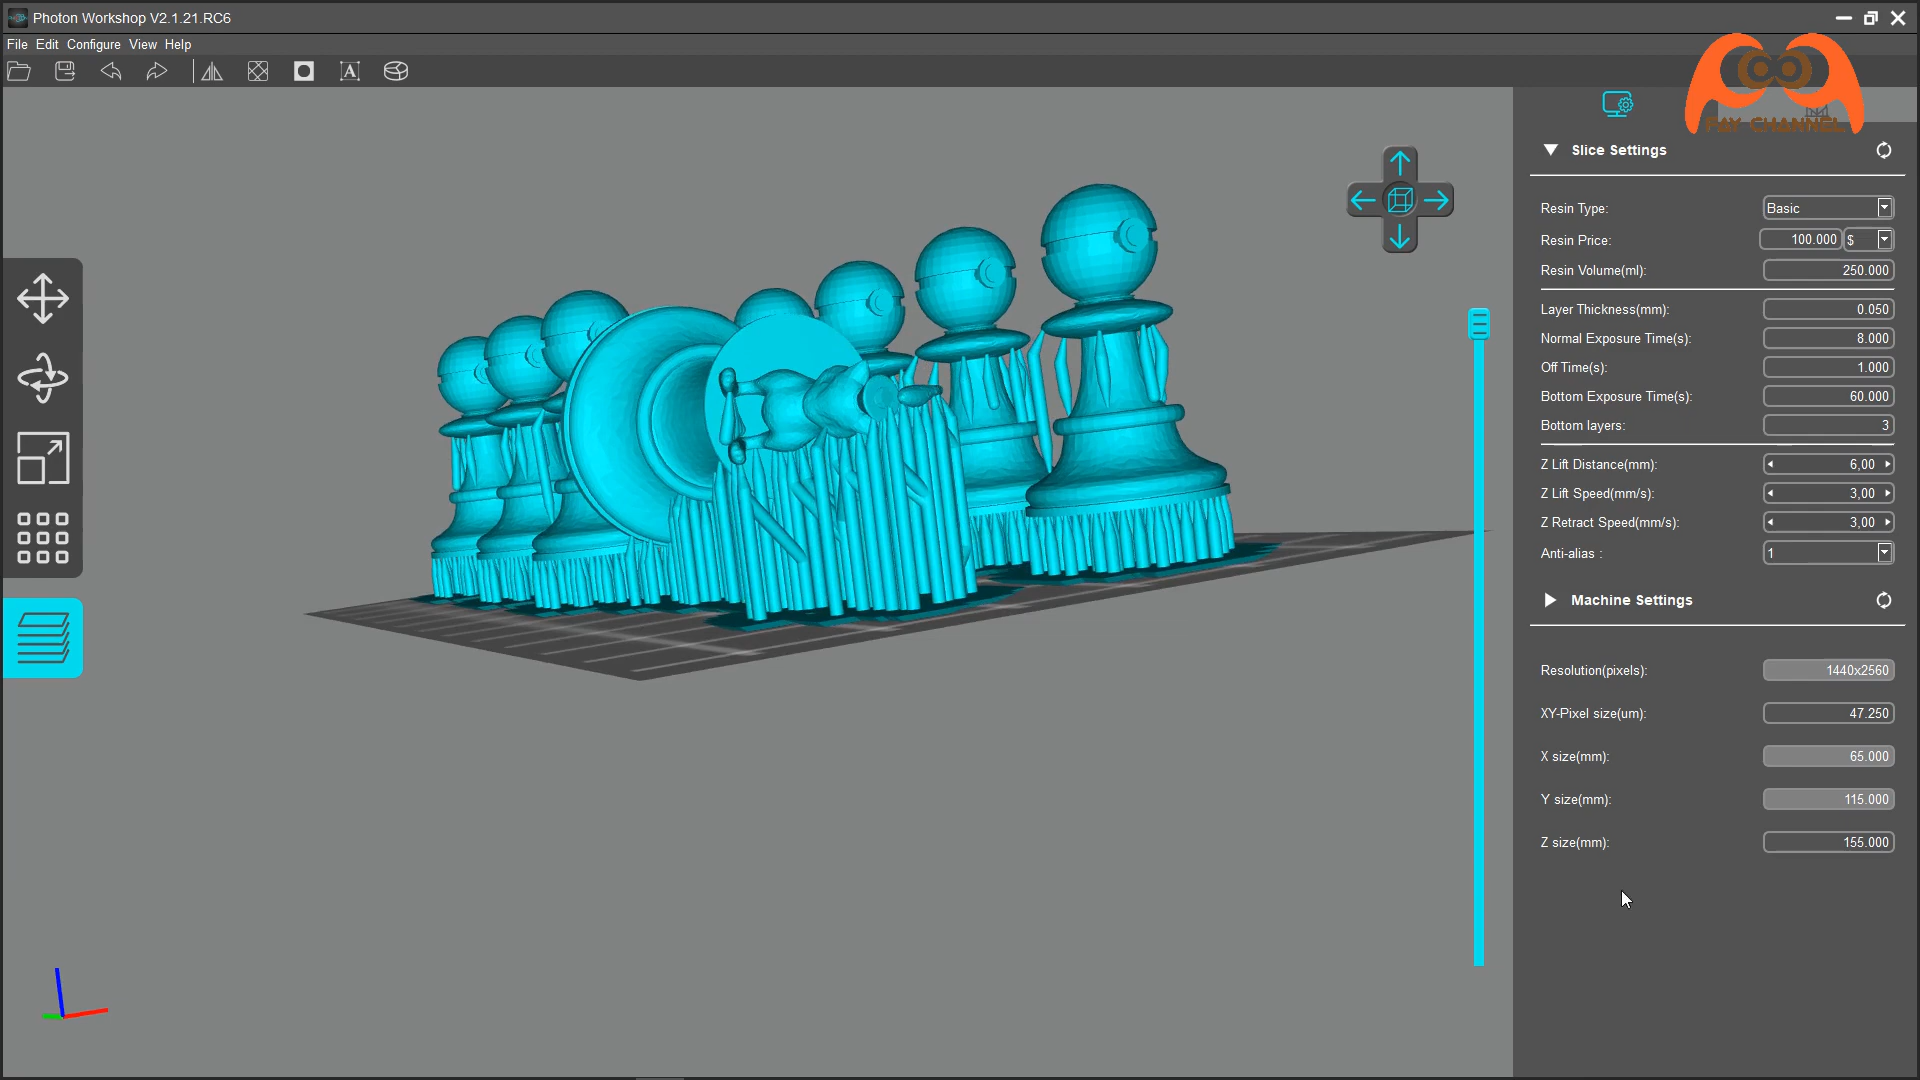 Photon Workshop V2.1.21.RC6
File Edit Configure View Help
A
FAY CHANNEL
Slice Settings
Resin Type: Basic
Resin Price: 100.000 $
Resin Volume(ml): 250.000
Layer Thickness(mm): 0.050
Normal Exposure Time(s): 8.000
Off Time(s): 1.000
Bottom Exposure Time(s): 60.000
Bottom layers: 3
Z Lift Distance(mm): 6,00
Z Lift Speed(mm/s): 3,00
Z Retract Speed(mm/s): 3,00
Anti-alias : 1
Machine Settings
Resolution(pixels): 1440x2560
XY-Pixel size(um): 47.250
X size(mm): 65.000
Y size(mm): 115.000
Z size(mm): 155.000